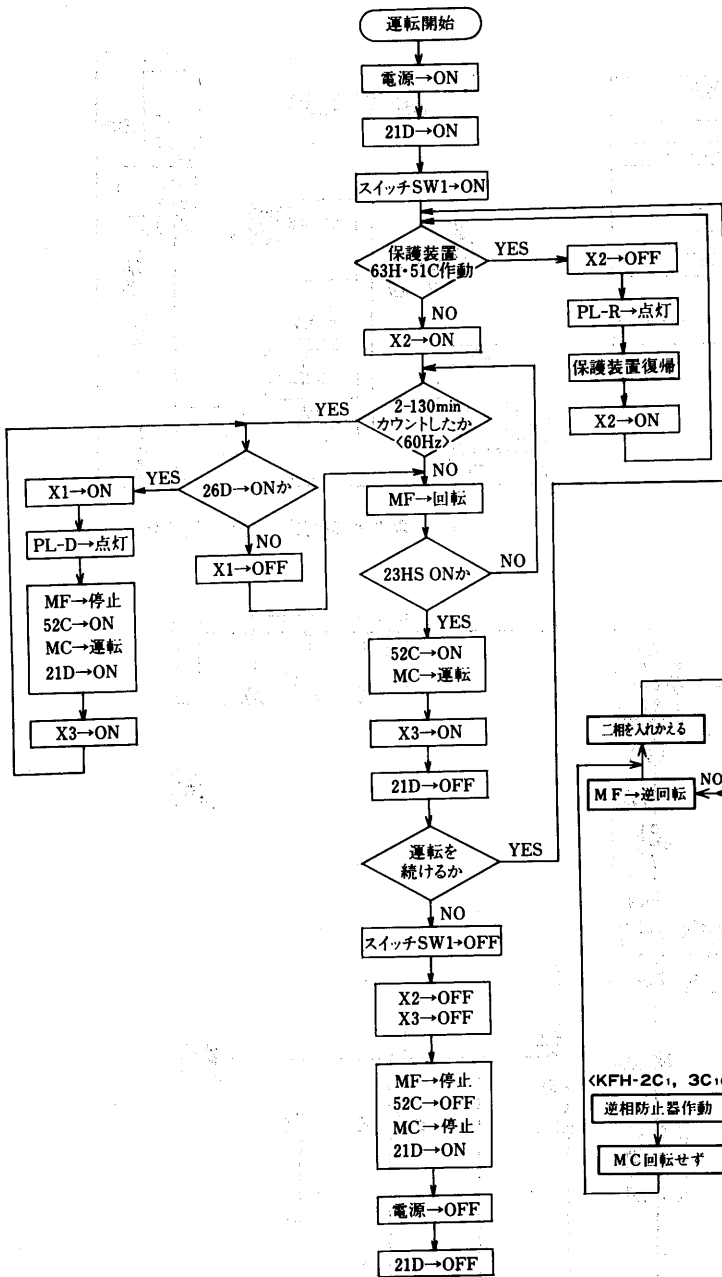 運転開始
電源→ON
21D→ON
スイッチSW1→ON
保護装置
63H・51C作動
YES
X2→OFF
NO
PL-R→点灯
X2→ON
保護装置復帰
X2→ON
YES
2-130min
カウントしたか
<60Hz>
NO
YES
26D→ONか
X1→ON
MF→回転
NO
PL-D→点灯
X1→OFF
23HS ONか
NO
MF→停止
52C→ON
MC→運転
21D→ON
YES
52C→ON
MC→運転
X3→ON
X3→ON
二相を入れかえる
21D→OFF
MF→逆回転
NO
運転を
続けるか
YES
NO
スイッチSW1→OFF
X2→OFF
X3→OFF
<KFH-2C1, 3C1
MF→停止
52C→OFF
MC→停止
21D→ON
逆相防止器作動
MC回転せず
電源→OFF
21D→OFF